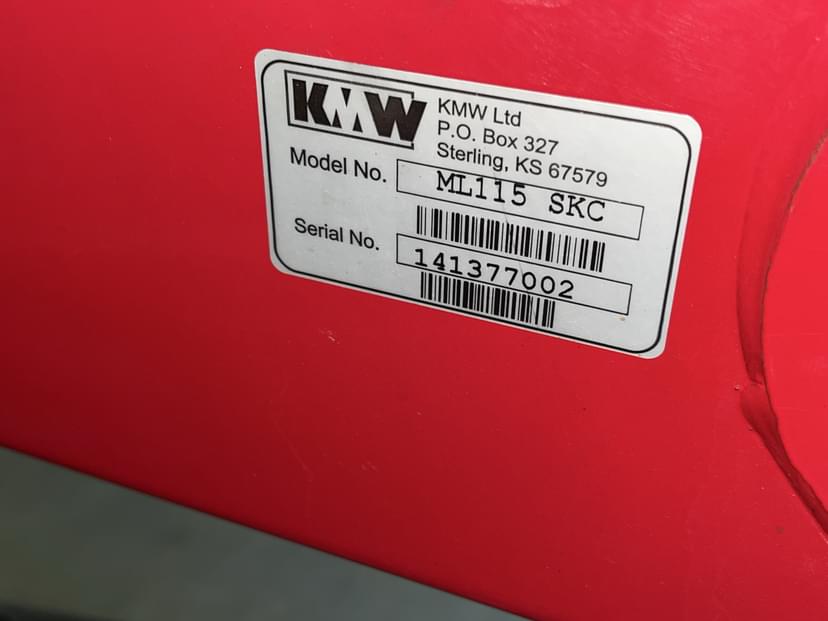 KMW
KMW Ltd
P.O. Box 327
Sterling, KS 67579
Model No. ML115 SKC
Serial No. 141377002